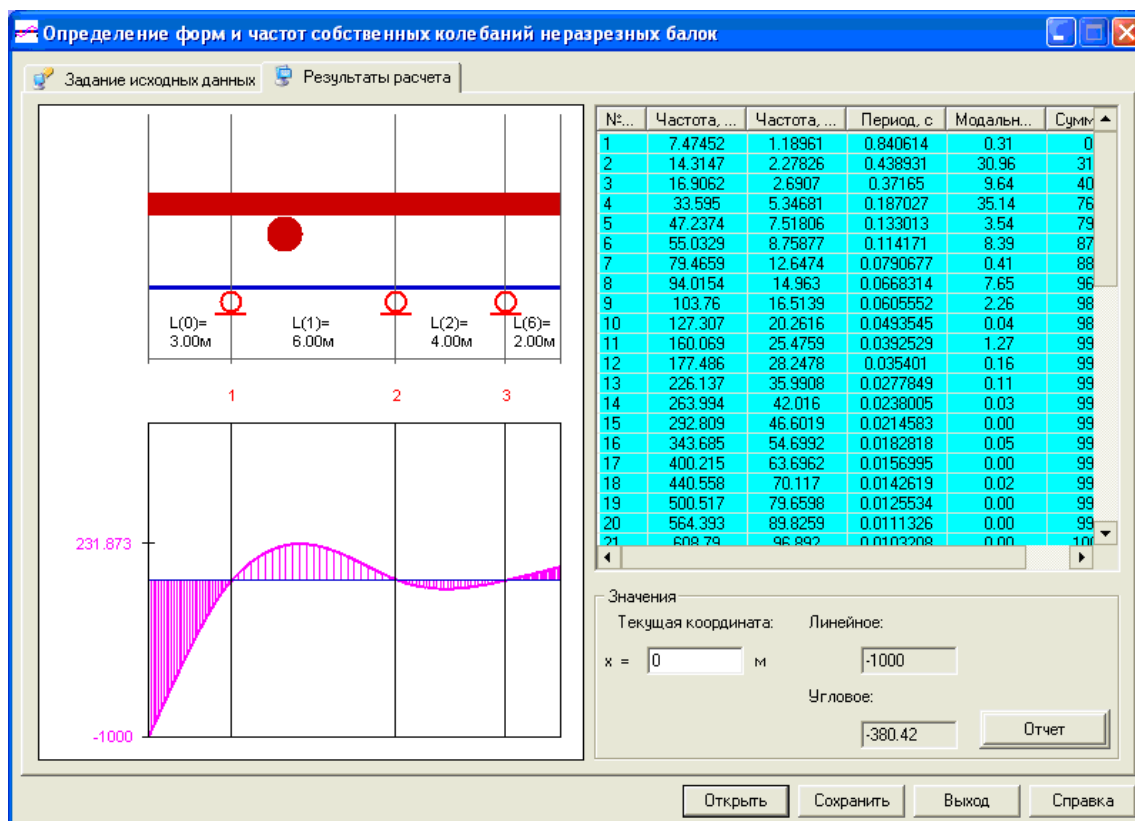 Определение форм и частот собственных колебаний неразрезных балок
Задание исходных данных
Результаты расчета
L(0)=
3.00м
L(1)=
6.00м
L(2)=
4.00м
L(6)=
2.00м
1 2 3
231.873
-1000
№... Частота, ... Частота, ... Период, с Модальн... Сумм
1 7.47452 1.18961 0.840614 0.31 0
2 14.3147 2.27826 0.438931 30.96 31
3 16.9062 2.6907 0.37165 9.64 40
4 33.595 5.34681 0.187027 35.14 76
5 47.2374 7.51806 0.133013 3.54 79
6 55.0329 8.75877 0.114171 8.39 87
7 79.4659 12.6474 0.0790677 0.41 88
8 94.0154 14.963 0.0668314 7.65 96
9 103.76 16.5139 0.0605552 2.26 98
10 127.307 20.2616 0.0493545 0.04 98
11 160.069 25.4759 0.0392529 1.27 99
12 177.486 28.2478 0.035401 0.16 99
13 226.137 35.9908 0.0277849 0.11 99
14 263.994 42.016 0.0238005 0.03 99
15 292.809 46.6019 0.0214583 0.00 99
16 343.685 54.6992 0.0182818 0.05 99
17 400.215 63.6962 0.0156995 0.00 99
18 440.558 70.117 0.0142619 0.02 99
19 500.517 79.6598 0.0125534 0.00 99
20 564.393 89.8259 0.0111326 0.00 99
21 608.79 96.892 0.0103208 0.00 100
Значения
Текущая координата: Линейное:
x = 0 м -1000
Угловое:
-380.42 Отчет
Открыть Сохранить Выход Справка